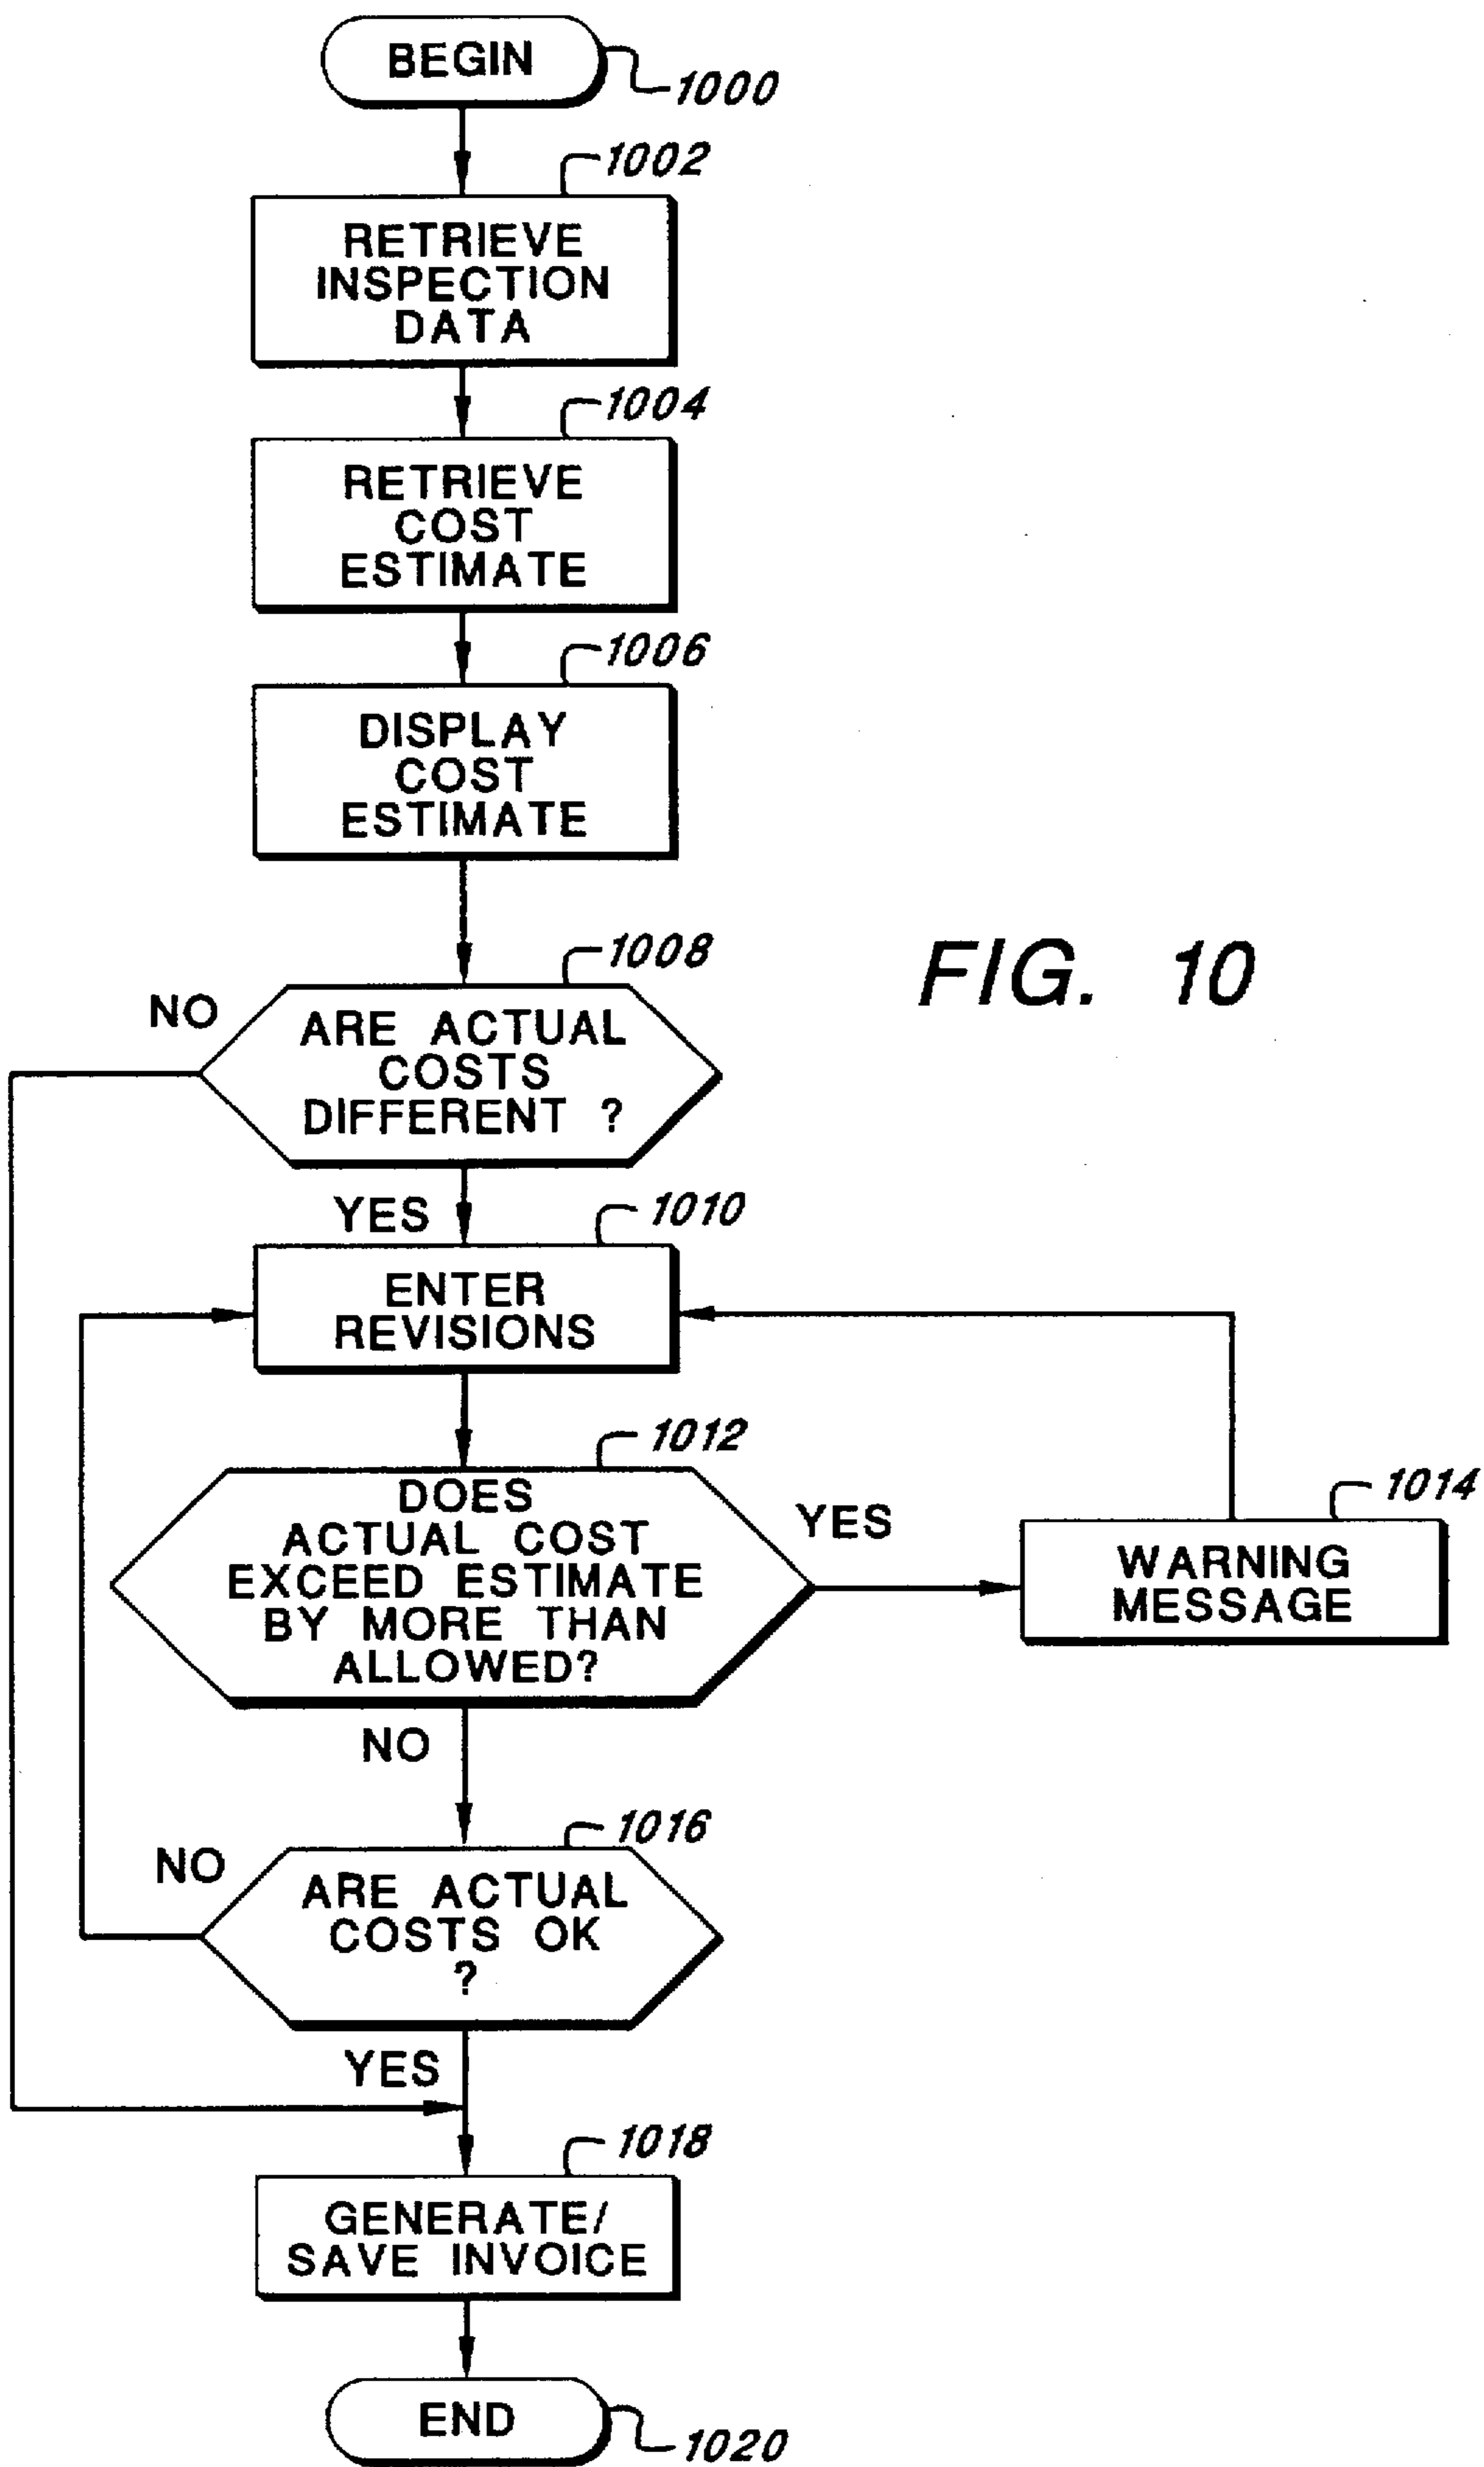 BEGIN
1000
1002
RETRIEVE
INSPECTION
DATA
1004
RETRIEVE
COST
ESTIMATE
1006
DISPLAY
COST
ESTIMATE
FIG. 10
1008
NO
ARE ACTUAL
COSTS
DIFFERENT ?
YES
1010
ENTER
REVISIONS
1012
DOES
ACTUAL COST
EXCEED ESTIMATE
BY MORE THAN
ALLOWED?
YES
1014
WARNING
MESSAGE
NO
1016
NO
ARE ACTUAL
COSTS OK
?
YES
1018
GENERATE/
SAVE INVOICE
END
1020